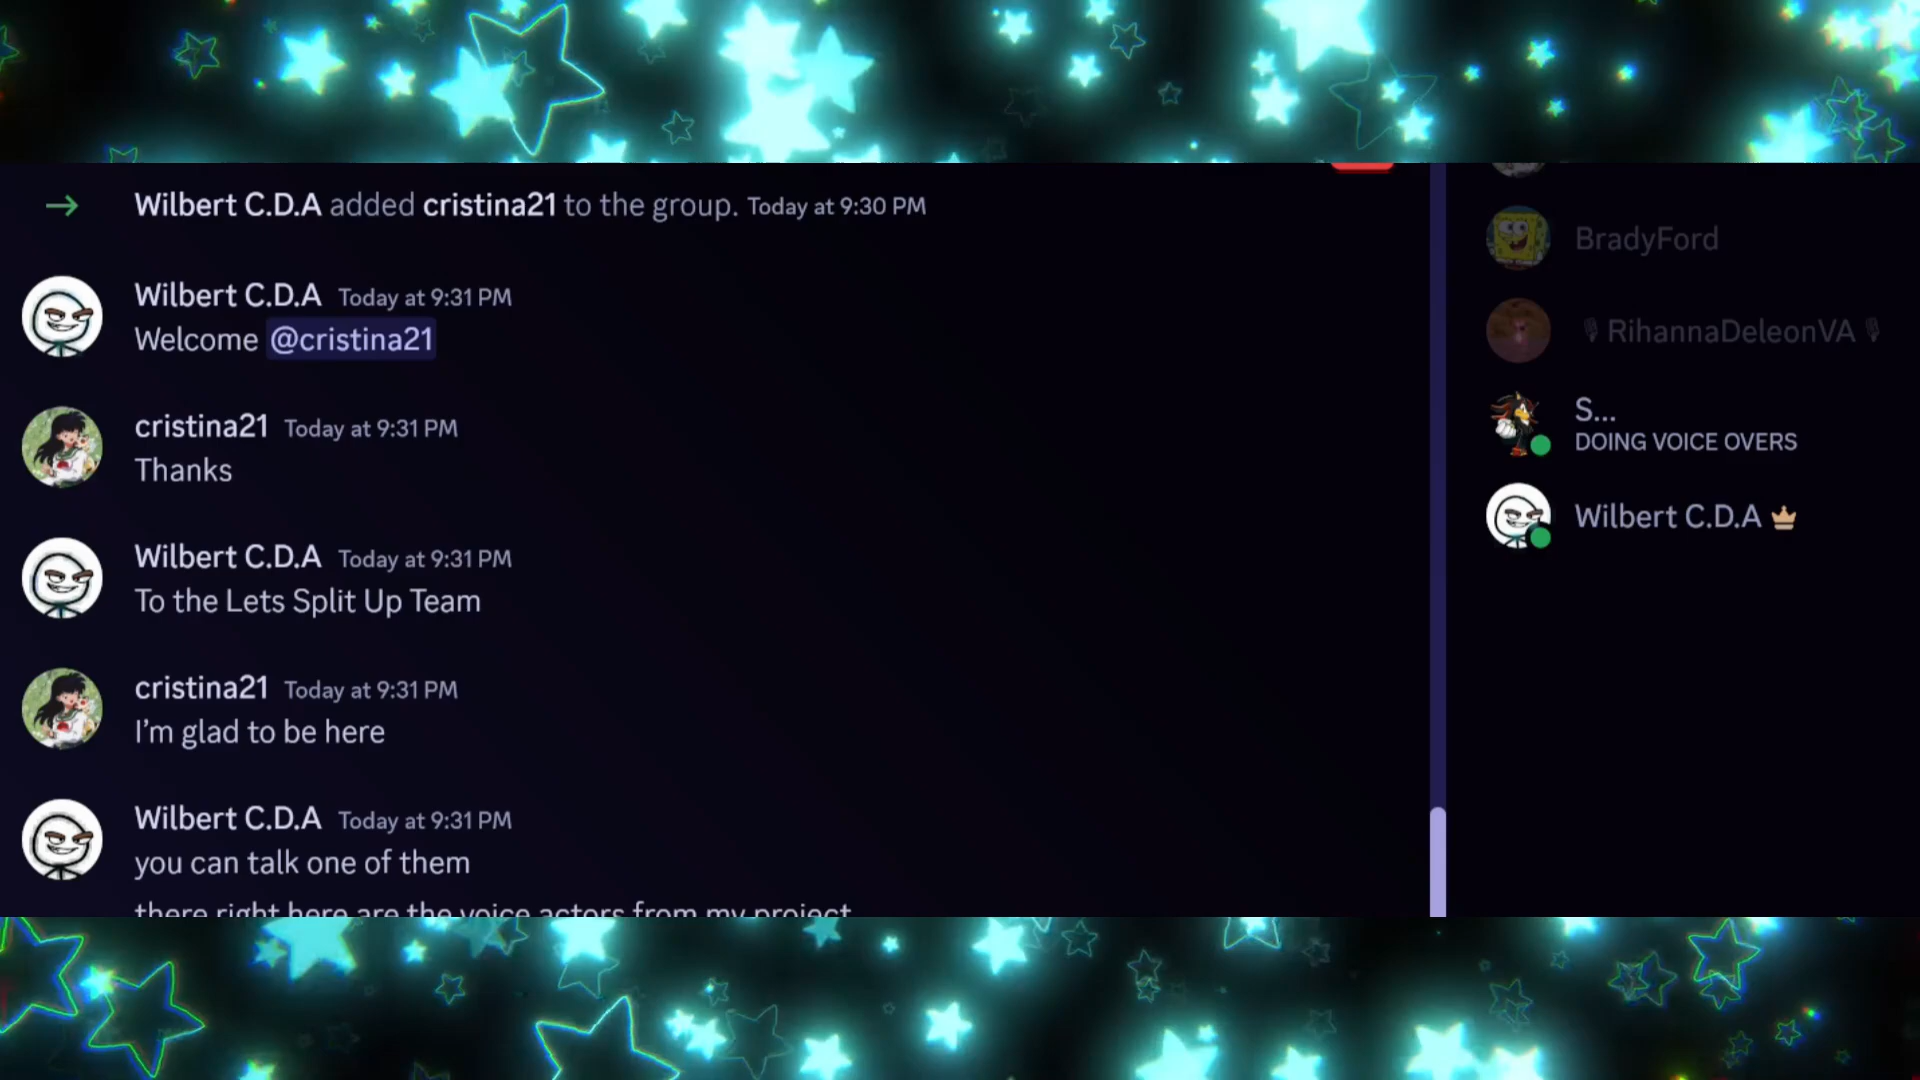 Wilbert C.D.A added cristina21 to the group. Today at 9:30 PM
Wilbert C.D.A Today at 9:31 PM
Welcome @cristina21
cristina21 Today at 9:31 PM
Thanks
Wilbert C.D.A Today at 9:31 PM
To the Lets Split Up Team
cristina21 Today at 9:31 PM
I'm glad to be here
Wilbert C.D.A Today at 9:31 PM
you can talk one of them
there right here are the voice actors from my project
BradyFord
🎙RihannaDeleonVA🎙
S...
DOING VOICE OVERS
Wilbert C.D.A